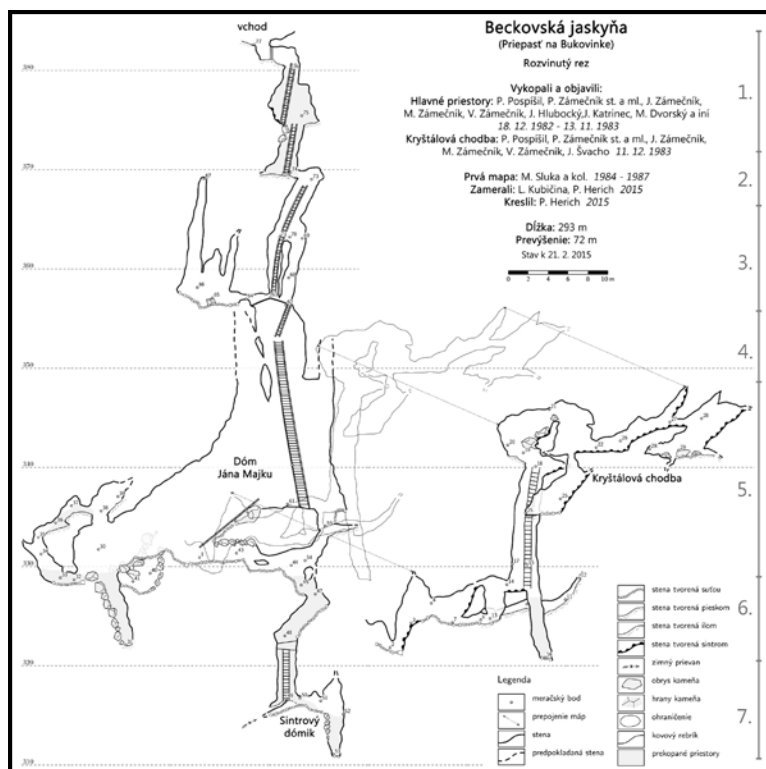 Beckovská jaskyňa
(Priepasť na Bukovinke)
Rozvinutý rez
Vykopali a objavili:
Hlavné priestory: P. Pospíšil, P. Zámečník st. a ml., J. Zámečník,
M. Zámečník, V. Zámečník, J. Hlubocký,J. Katrinec, M. Dvorský a iní
18. 12. 1982 - 13. 11. 1983
Kryštálová chodba: P. Pospíšil, P. Zámečník st. a ml., J. Zámečník,
M. Zámečník, V. Zámečník, J. Švacho 11. 12. 1983
Prvá mapa: M. Sluka a kol. 1984 - 1987
Zamerali: L. Kubičina, P. Herich 2015
Kreslil: P. Herich 2015
Dĺžka: 293 m
Prevýšenie: 72 m
Stav k 21. 2. 2015
0 2 4 6 8 10 m
vchod
Dóm
Jána Majku
Kryštálová chodba
Sintrový
dómik
1.
2.
3.
4.
5.
6.
7.
Legenda
meračský bod
prepojenie máp
stena
predpokladaná stena
stena tvorená suťou
stena tvorená pieskom
stena tvorená ílom
stena tvorená sintrom
zimný prievan
obrys kameňa
hrany kameňa
ohraničenie
kovový rebrík
prekopané priestory